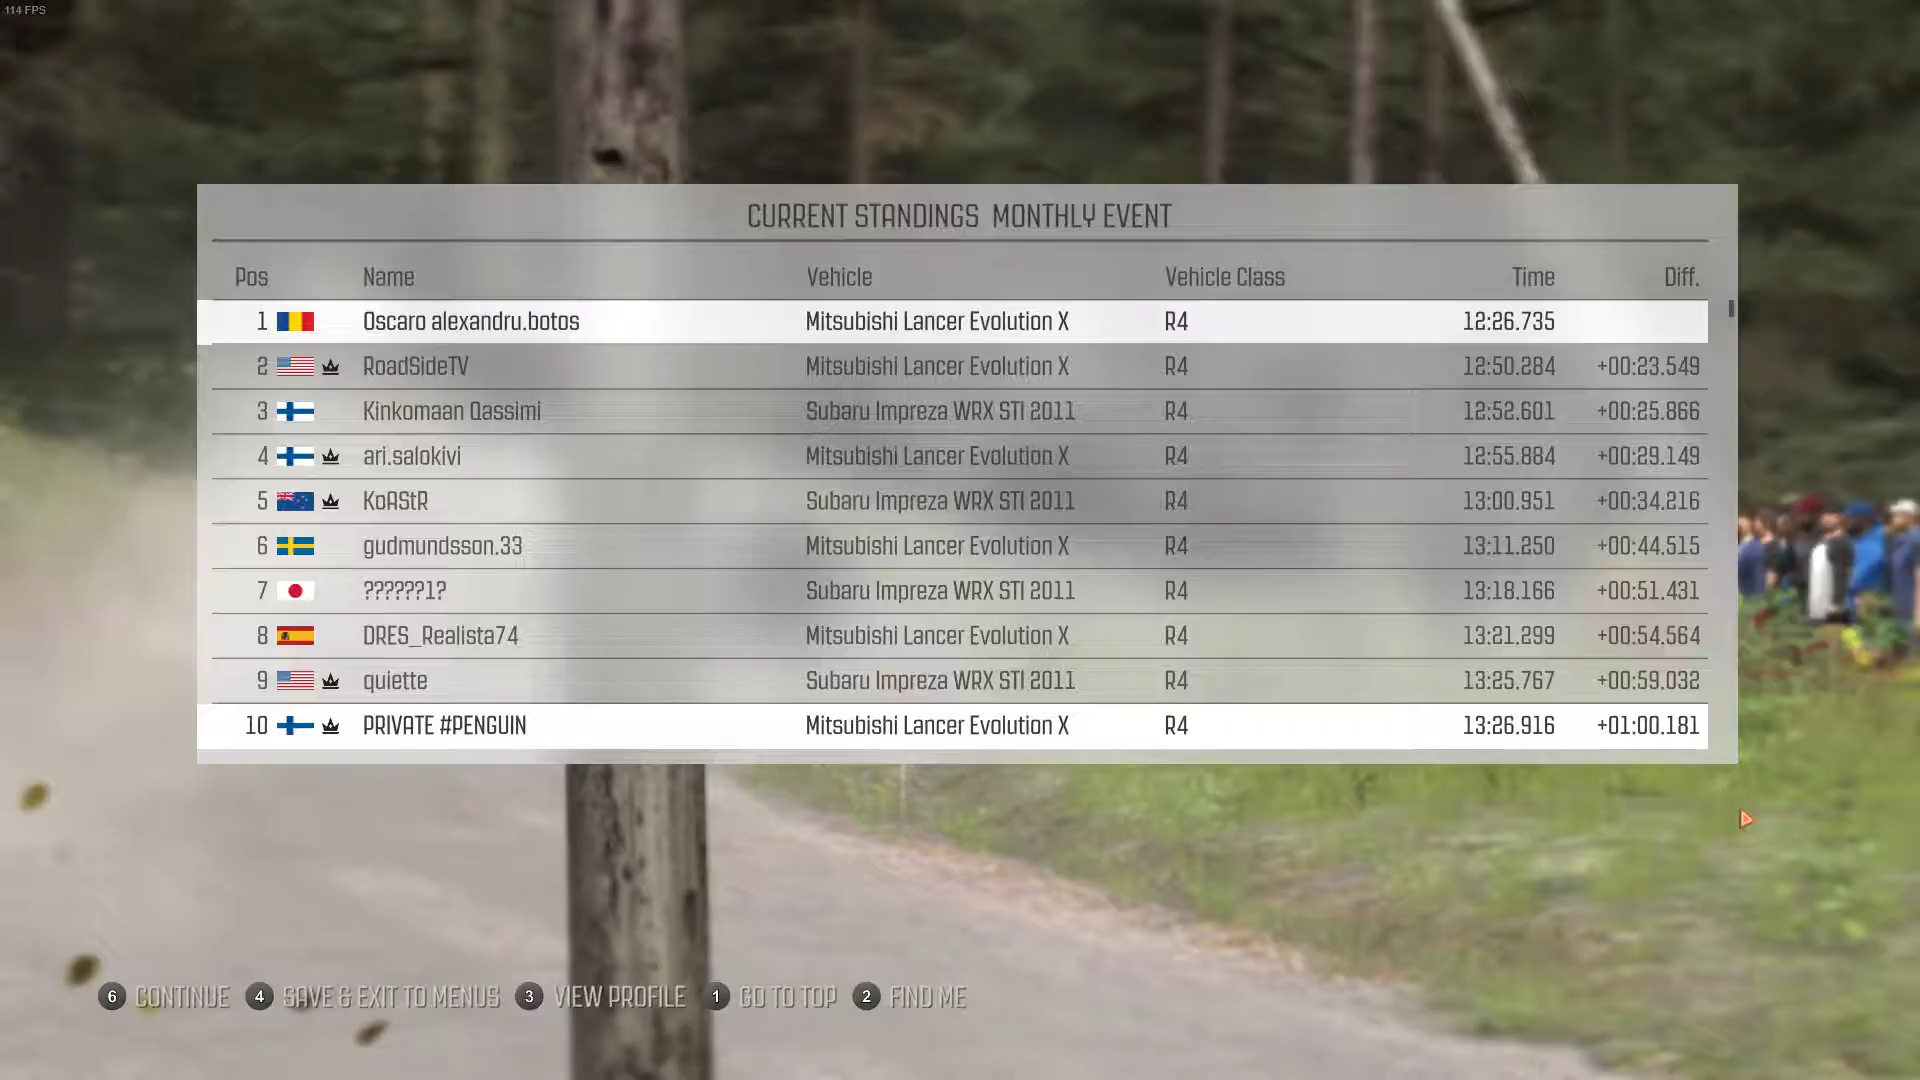 114 FPS
CURRENT STANDINGS MONTHLY EVENT
Pos Name Vehicle Vehicle Class Time Diff.
1 Oscaro alexandru.botos Mitsubishi Lancer Evolution X R4 12:26.735
2 RoadSideTV Mitsubishi Lancer Evolution X R4 12:50.284 +00:23.549
3 Kinkomaan Qassimi Subaru Impreza WRX STI 2011 R4 12:52.601 +00:25.866
4 ari.salokivi Mitsubishi Lancer Evolution X R4 12:55.884 +00:29.149
5 KoAStR Subaru Impreza WRX STI 2011 R4 13:00.951 +00:34.216
6 gudmundsson.33 Mitsubishi Lancer Evolution X R4 13:11.250 +00:44.515
7 ??????1? Subaru Impreza WRX STI 2011 R4 13:18.166 +00:51.431
8 DRES_Realista74 Mitsubishi Lancer Evolution X R4 13:21.299 +00:54.564
9 quiette Subaru Impreza WRX STI 2011 R4 13:25.767 +00:59.032
10 PRIVATE #PENGUIN Mitsubishi Lancer Evolution X R4 13:26.916 +01:00.181
6 CONTINUE 4 SAVE & EXIT TO MENUS 3 VIEW PROFILE 1 GO TO TOP 2 FIND ME